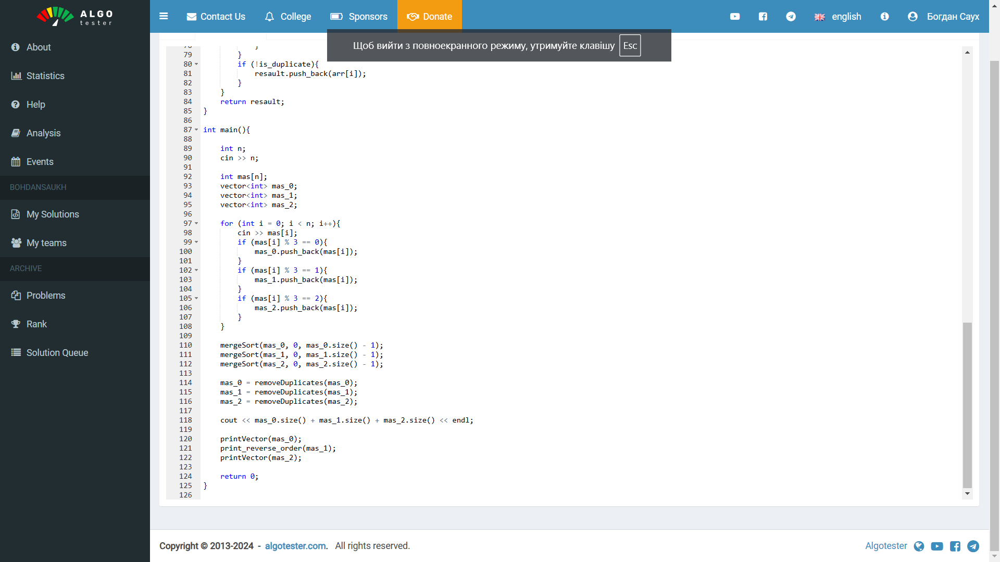 ALGO
tester
Contact Us
College
Sponsors
Donate
english
Богдан Саух
Щоб вийти з повноекранного режиму, утримуйте клавішу Esc
About
Statistics
Help
Analysis
Events
BOHDANSAUKH
My Solutions
My teams
ARCHIVE
Problems
Rank
Solution Queue
78 }
79 }
80 if (!is_duplicate){
81 resault.push_back(arr[i]);
82 }
83 }
84 return resault;
85 }
86
87 int main(){
88
89 int n;
90 cin >> n;
91
92 int mas[n];
93 vector<int> mas_0;
94 vector<int> mas_1;
95 vector<int> mas_2;
96
97 for (int i = 0; i < n; i++){
98 cin >> mas[i];
99 if (mas[i] % 3 == 0){
100 mas_0.push_back(mas[i]);
101 }
102 if (mas[i] % 3 == 1){
103 mas_1.push_back(mas[i]);
104 }
105 if (mas[i] % 3 == 2){
106 mas_2.push_back(mas[i]);
107 }
108 }
109
110 mergeSort(mas_0, 0, mas_0.size() - 1);
111 mergeSort(mas_1, 0, mas_1.size() - 1);
112 mergeSort(mas_2, 0, mas_2.size() - 1);
113
114 mas_0 = removeDuplicates(mas_0);
115 mas_1 = removeDuplicates(mas_1);
116 mas_2 = removeDuplicates(mas_2);
117
118 cout << mas_0.size() + mas_1.size() + mas_2.size() << endl;
119
120 printVector(mas_0);
121 print_reverse_order(mas_1);
122 printVector(mas_2);
123
124 return 0;
125 }
126
Copyright © 2013-2024 - algotester.com. All rights reserved.
Algotester